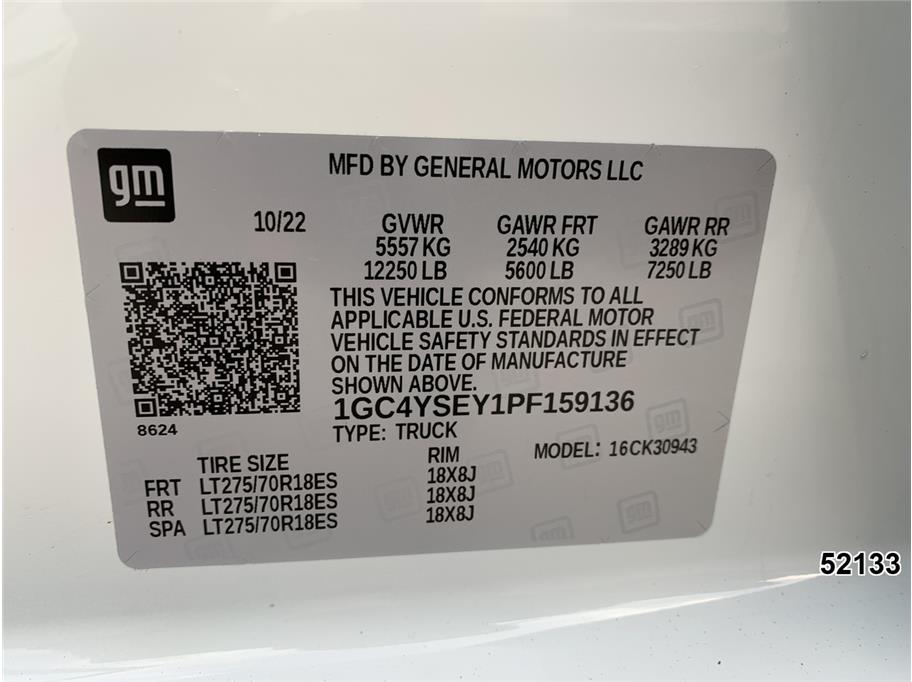 gm
MFD BY GENERAL MOTORS LLC
10/22 GVWR GAWR FRT GAWR RR
5557 KG 2540 KG 3289 KG
12250 LB 5600 LB 7250 LB
THIS VEHICLE CONFORMS TO ALL
APPLICABLE U.S. FEDERAL MOTOR
VEHICLE SAFETY STANDARDS IN EFFECT
ON THE DATE OF MANUFACTURE
SHOWN ABOVE.
1GC4YSEY1PF159136
8624
TYPE: TRUCK
MODEL: 16CK30943
TIRE SIZE RIM
FRT LT275/70R18ES 18X8J
RR LT275/70R18ES 18X8J
SPA LT275/70R18ES 18X8J
52133